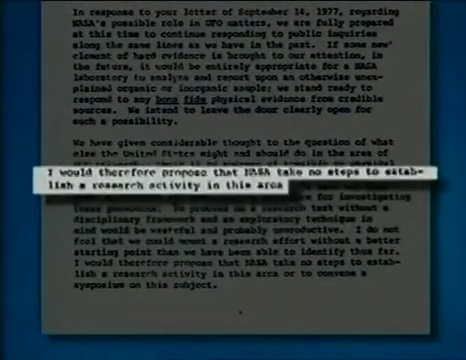 In response to your letter of September 14, 1977, regarding
NASA's possible role in UFO matters, we are fully prepared
at this time to continue responding to public inquiries
along the same lines as we have in the past. If some new
element of hard evidence is brought to our attention, in
the future, it would be entirely appropriate for a NASA
laboratory to analyze and report upon an otherwise unex-
plained organic or inorganic sample; we stand ready to
respond to any bona fide physical evidence from credible
sources. We intend to leave the door clearly open for
such a possibility.
We have given considerable thought to the question of what
else the United States might and should do in the area of
I would therefore propose that NASA take no steps to estab-
lish a research activity in this area
for investigating
these phenomena. To proceed on a research task without a
disciplinary framework and an exploratory technique in
mind would be wasteful and probably unproductive. I do not
feel that we could mount a research effort without a better
starting point than we have been able to identify thus far.
I would therefore propose that NASA take no steps to estab-
lish a research activity in this area or to convene a
symposium on this subject.